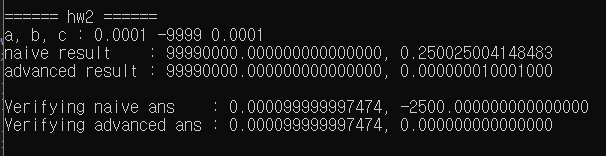 ====== hw2 ======
a, b, c : 0.0001 -9999 0.0001
naive result    : 99990000.000000000000000, 0.250025004148483
advanced result : 99990000.000000000000000, 0.000000010001000
Verifying naive ans    : 0.000099999997474, -2500.000000000000000
Verifying advanced ans : 0.000099999997474, 0.000000000000000